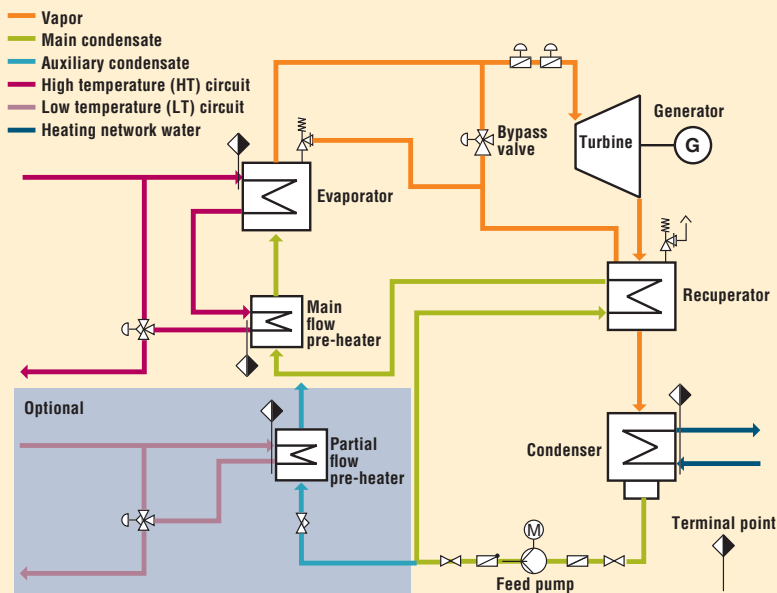 Vapor
Main condensate
Auxiliary condensate
High temperature (HT) circuit
Low temperature (LT) circuit
Heating network water
Generator
G
Turbine
Bypass
valve
Evaporator
Recuperator
Main
flow
pre-heater
Optional
Partial
flow
pre-heater
Condenser
Terminal point
M
Feed pump